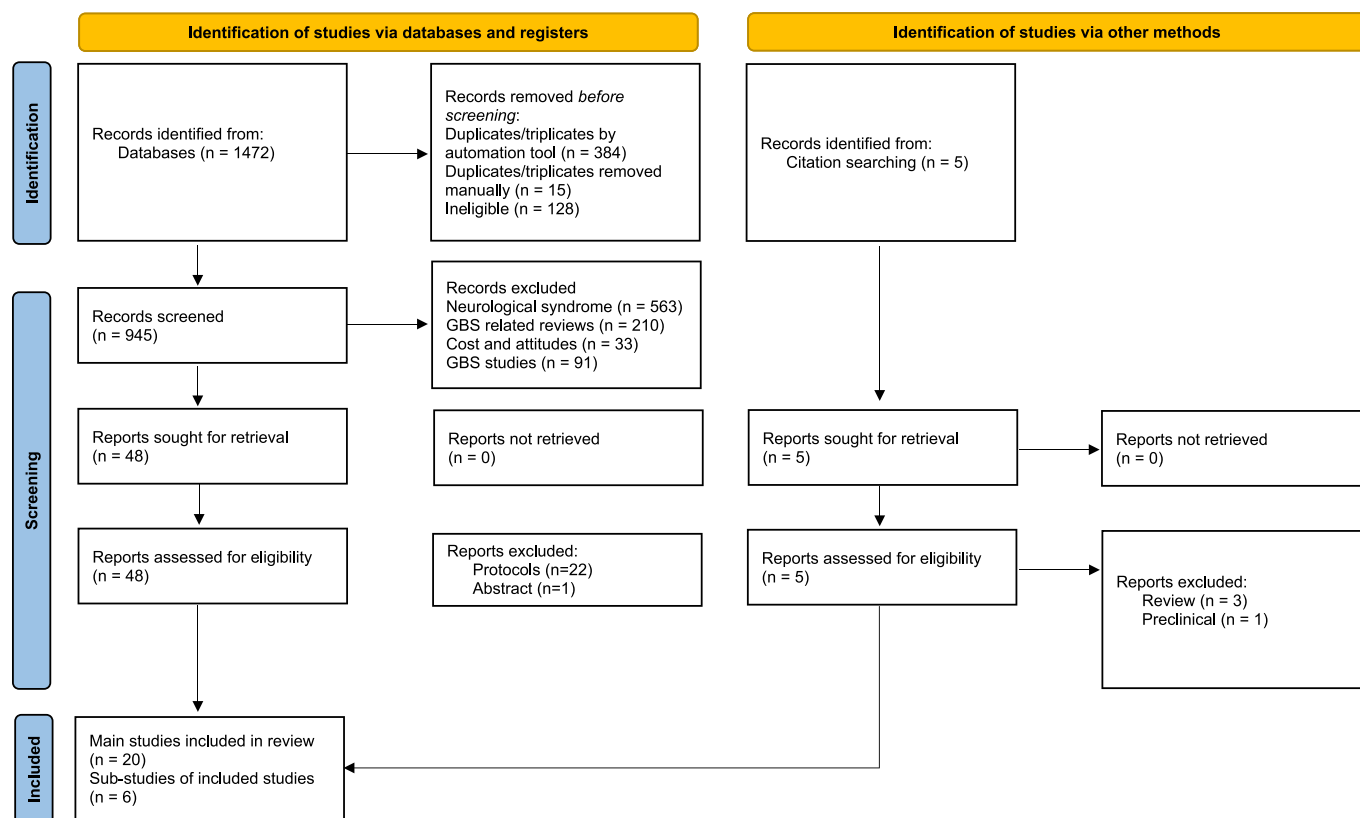 Identification of studies via databases and registers
Identification of studies via other methods
Identification
Records identified from:
Databases (n = 1472)
Records removed before
screening:
Duplicates/triplicates by
automation tool (n = 384)
Duplicates/triplicates removed
manually (n = 15)
Ineligible (n = 128)
Records identified from:
Citation searching (n = 5)
Screening
Records screened
(n = 945)
Records excluded
Neurological syndrome (n = 563)
GBS related reviews (n = 210)
Cost and attitudes (n = 33)
GBS studies (n = 91)
Reports sought for retrieval
(n = 48)
Reports not retrieved
(n = 0)
Reports sought for retrieval
(n = 5)
Reports not retrieved
(n = 0)
Reports assessed for eligibility
(n = 48)
Reports excluded:
Protocols (n=22)
Abstract (n=1)
Reports assessed for eligibility
(n = 5)
Reports excluded:
Review (n = 3)
Preclinical (n = 1)
Included
Main studies included in review
(n = 20)
Sub-studies of included studies
(n = 6)